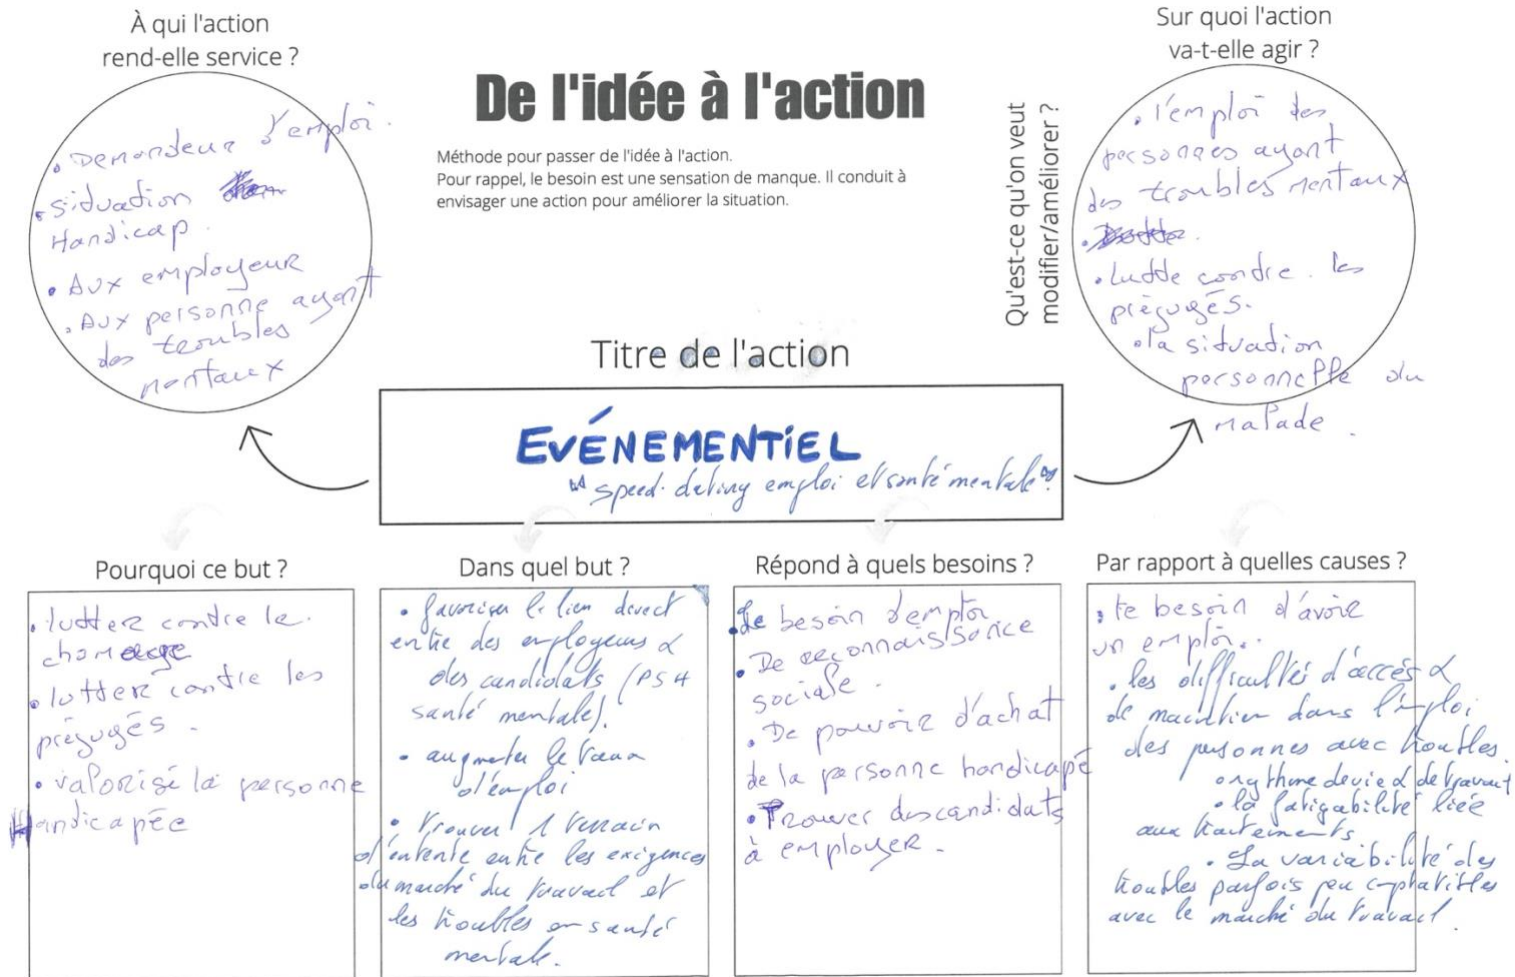 À qui l'action
rend-elle service ?
• Demandeur d'emploi.
• situation
Handicap.
• Aux employeur
• Aux personne ayant
des troubles
mentaux
De l'idée à l'action
Méthode pour passer de l'idée à l'action.
Pour rappel, le besoin est une sensation de manque. Il conduit à
envisager une action pour améliorer la situation.
Sur quoi l'action
va-t-elle agir ?
Qu'est-ce qu'on veut
modifier/améliorer ?
• l'emploi des
personnes ayant
des troubles mentaux
• lutte contre les
préjugés.
• la situation
personnelle du
malade.
Titre de l'action
EVÉNEMENTIEL
"speed-dating emploi et santé mentale"
Pourquoi ce but ?
• lutter contre le
chomage
• lutter contre les
préjugés.
• valorisé la personne
Handicapée
Dans quel but ?
• favoriser le lien direct
entre des employeurs &
des candidats (PSH
santé mentale).
• augmenter le taux
d'emploi
• trouver 1 terrain
d'entente entre les exigences
du marché du travail et
les troubles en santé
mentale.
Répond à quels besoins ?
• Le besoin d'emploi
• De reconnaissance
sociale.
• De pouvoir d'achat
de la personne handicapé
• Trouver des candidats
à employer.
Par rapport à quelles causes ?
• le besoin d'avoir
un emploi..
• les difficultés d'accès &
de maintien dans l'emploi
des personnes avec troubles.
• rythme de vie & de travail
• la fatigabilité liée
aux traitements
• La variabilité des
troubles parfois peu compatibles
avec le marché du travail.